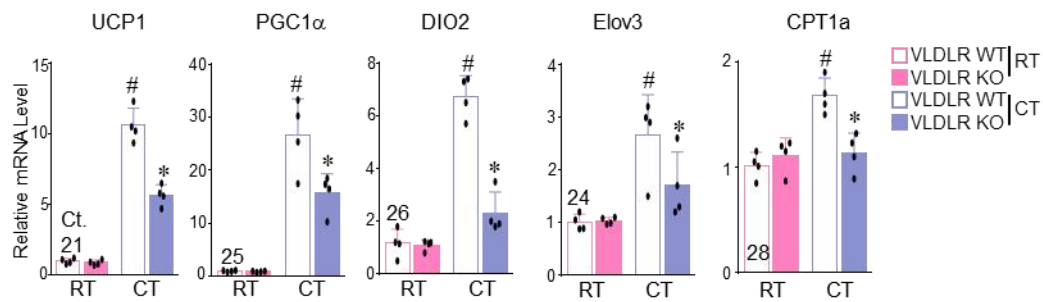 UCP1 PGC1α DIO2 Elov3 CPT1a
Relative mRNA Level
15
10
5
0
Ct.
21
#
*
RT CT
40
30
20
10
0
25
#
*
RT CT
8
6
4
2
0
26
#
*
RT CT
4
3
2
1
0
24
#
*
RT CT
2
1
0
28
#
*
RT CT
VLDLR WT
VLDLR KO
RT
VLDLR WT
VLDLR KO
CT